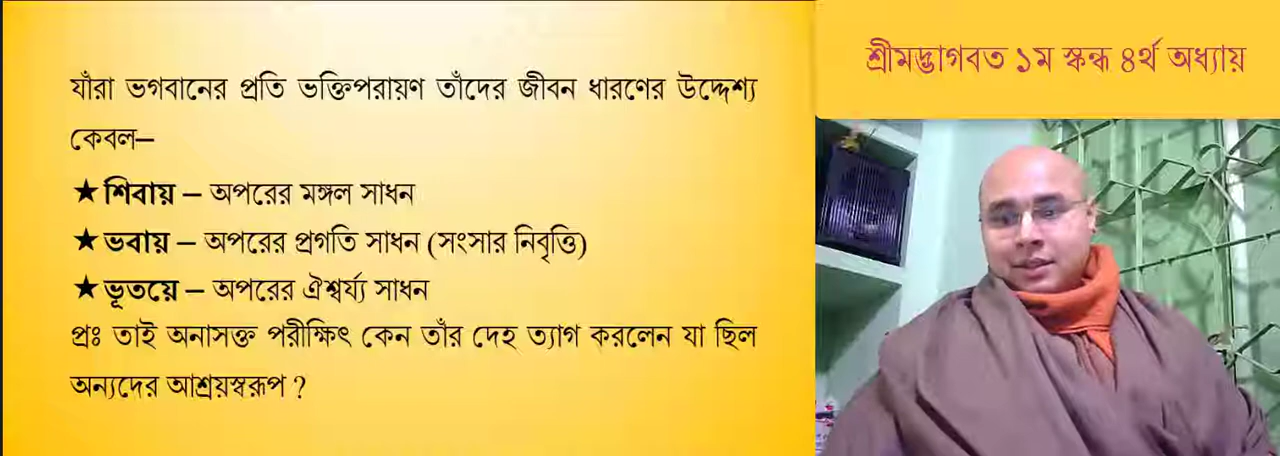 যাঁরা ভগবানের প্রতি ভক্তিপরায়ণ তাঁদের জীবন ধারণের উদ্দেশ্য
কেবল–
★ শিবায় – অপরের মঙ্গল সাধন
★ ভবায় – অপরের প্রগতি সাধন (সংসার নিবৃত্তি)
★ ভূতয়ে – অপরের ঐশ্বর্য্য সাধন
প্রঃ তাই অনাসক্ত পরীক্ষিৎ কেন তাঁর দেহ ত্যাগ করলেন যা ছিল
অন্যদের আশ্রয়স্বরূপ ?
শ্রীমদ্ভাগবত ১ম স্কন্ধ ৪র্থ অধ্যায়